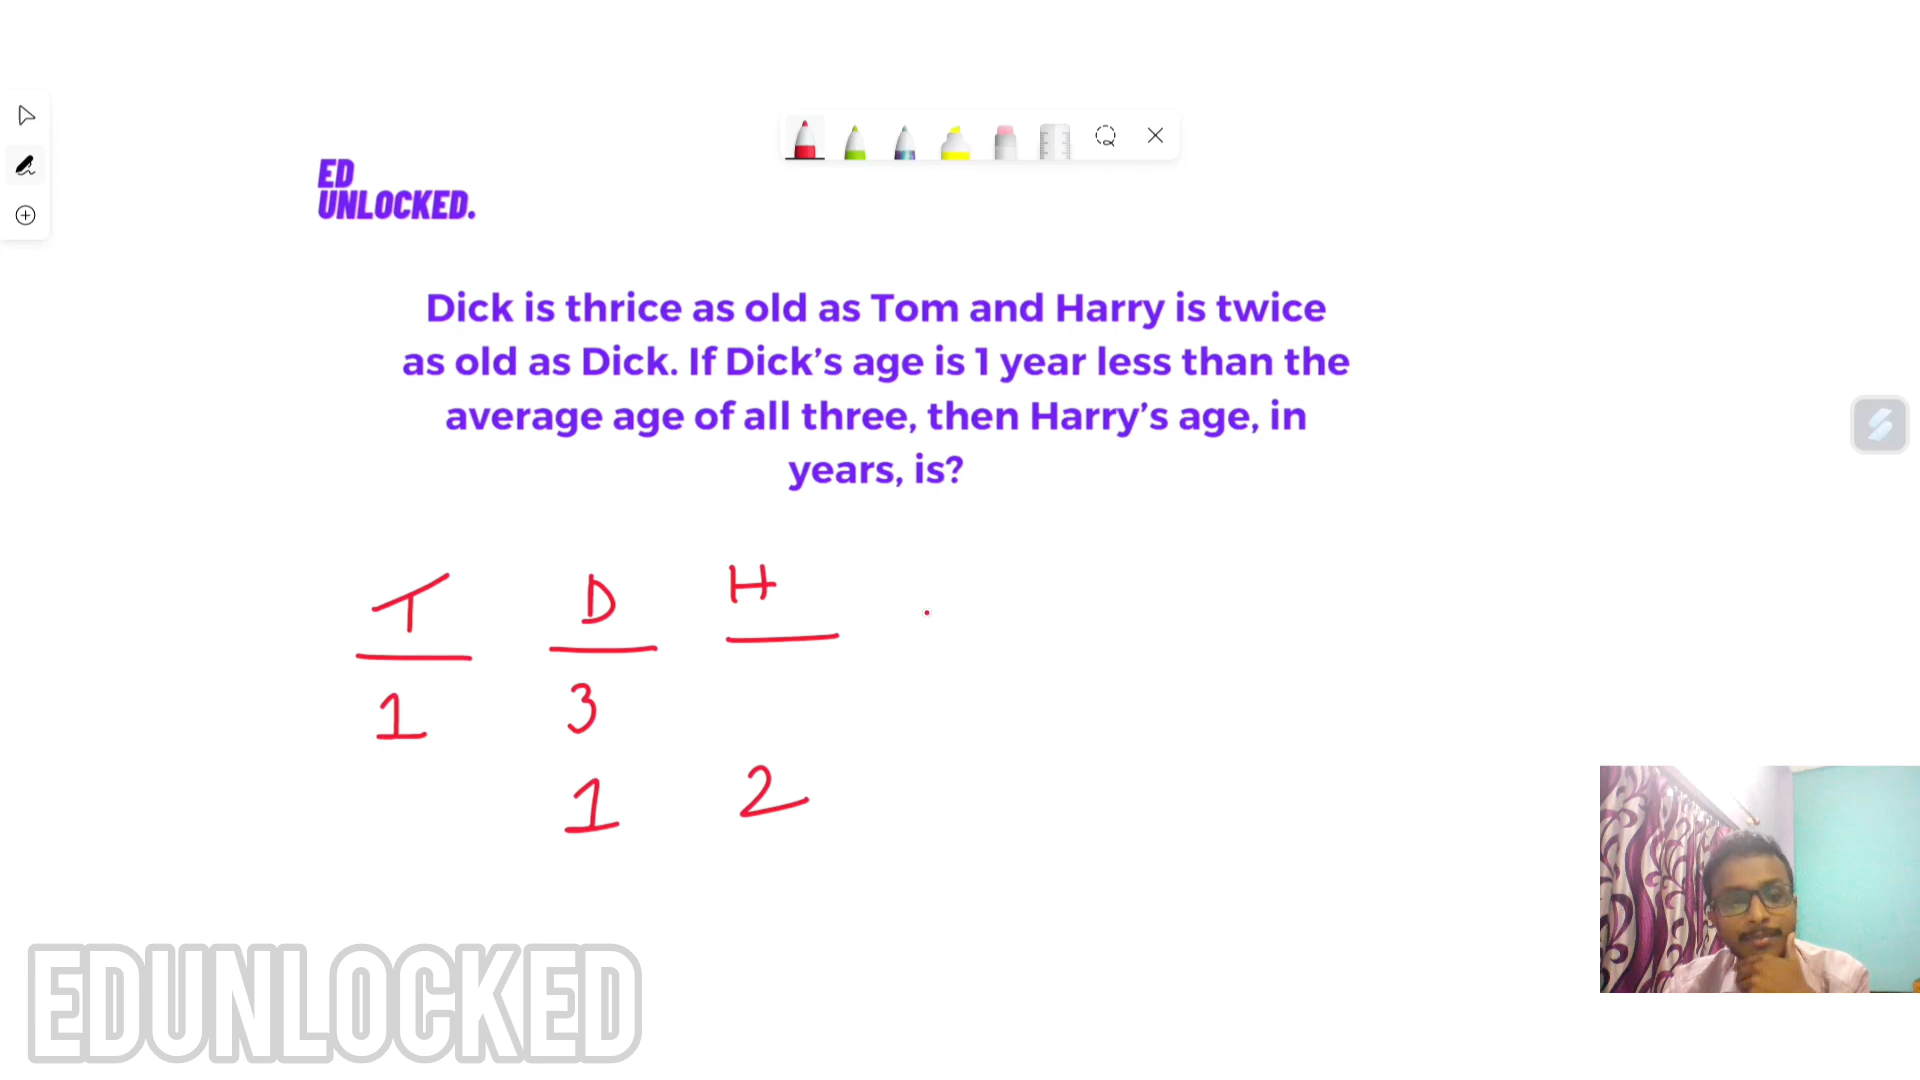 ED
UNLOCKED.
Dick is thrice as old as Tom and Harry is twice
as old as Dick. If Dick’s age is 1 year less than the
average age of all three, then Harry’s age, in
years, is?
T D H
1 3
1 2
EDUNLOCKED